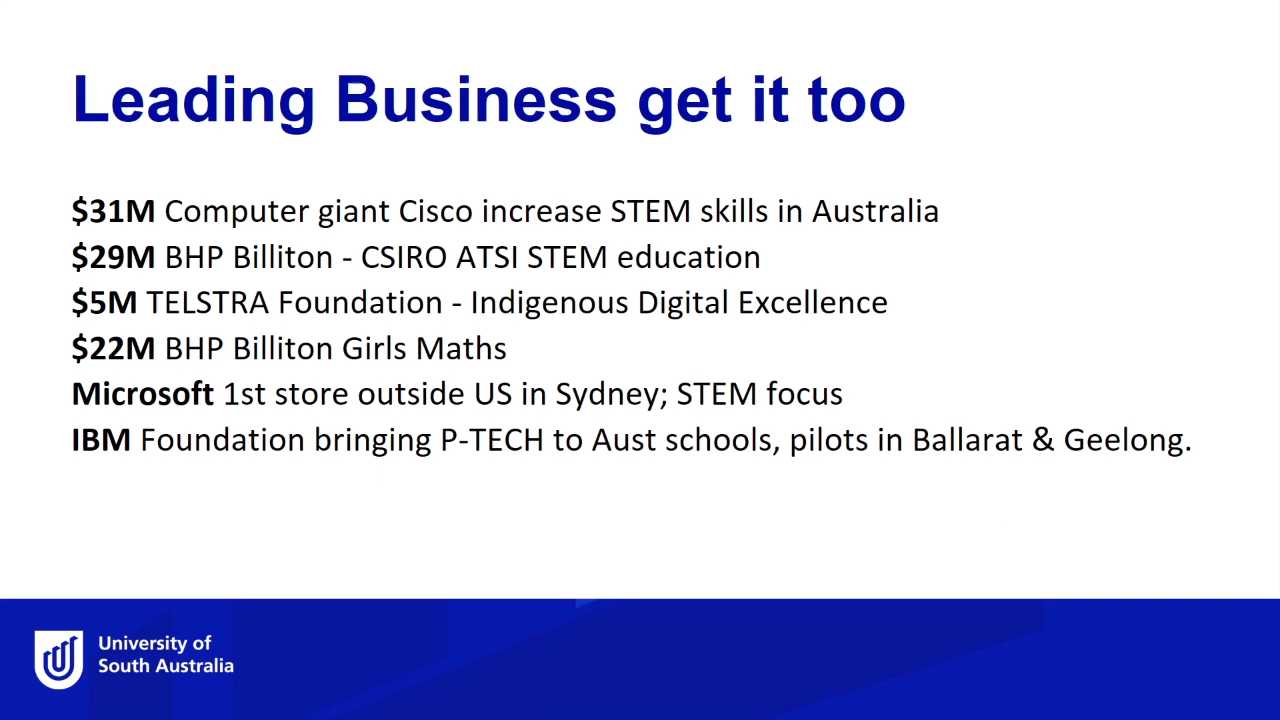 Leading Business get it too
$31M Computer giant Cisco increase STEM skills in Australia
$29M BHP Billiton - CSIRO ATSI STEM education
$5M TELSTRA Foundation - Indigenous Digital Excellence
$22M BHP Billiton Girls Maths
Microsoft 1st store outside US in Sydney; STEM focus
IBM Foundation bringing P-TECH to Aust schools, pilots in Ballarat & Geelong.
University of
South Australia